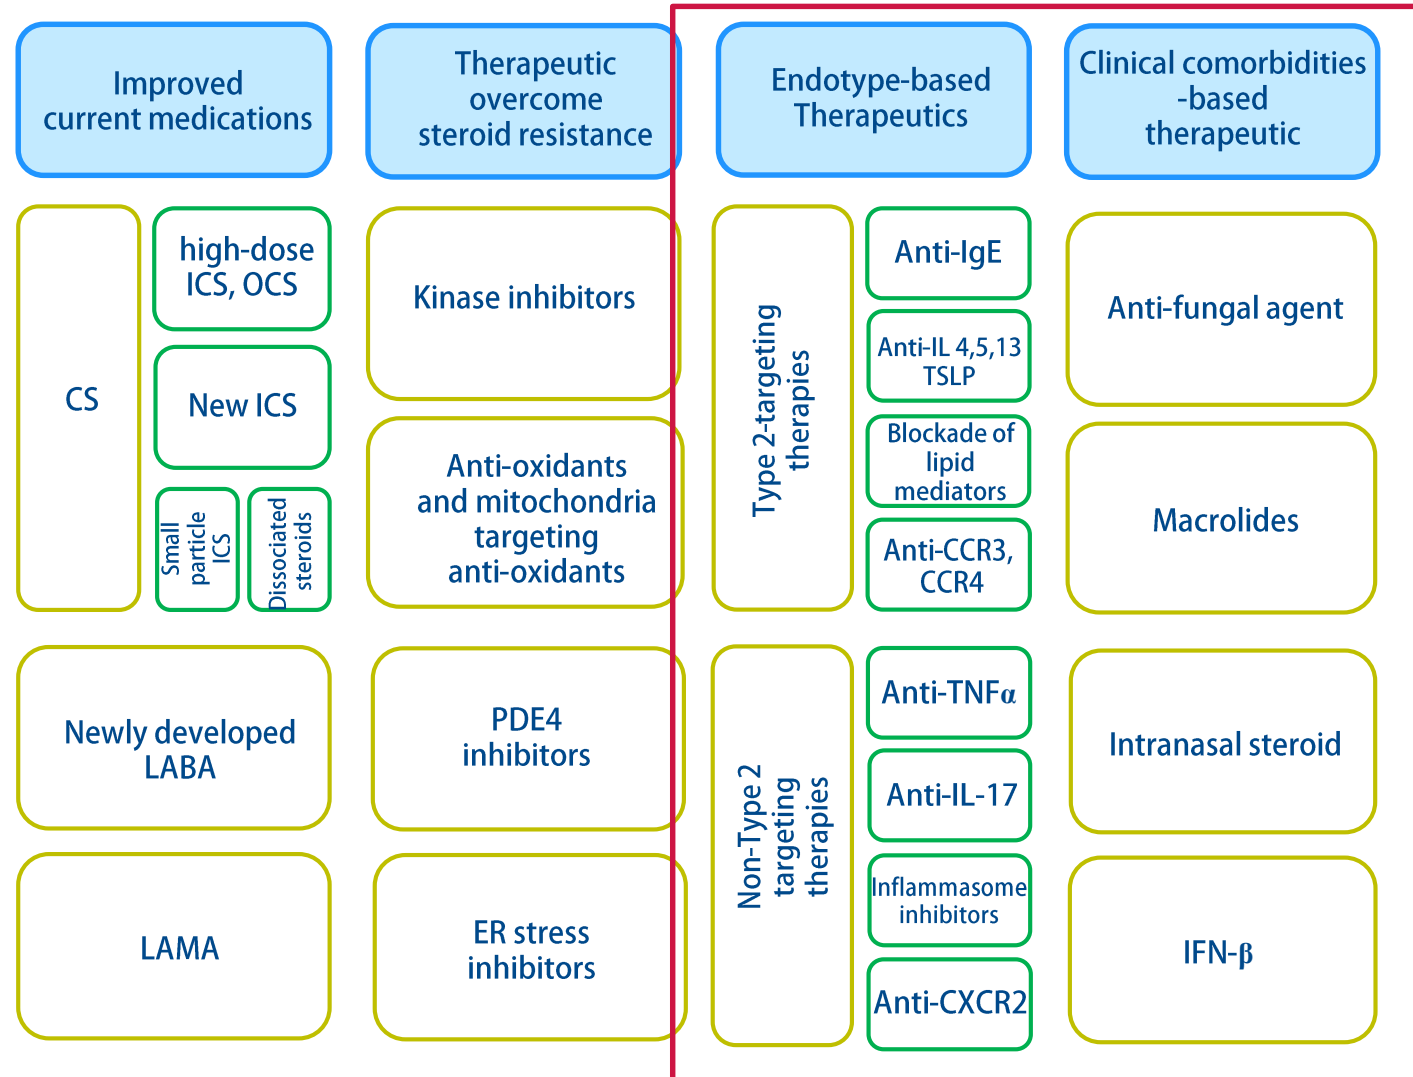 Improved
current medications
Therapeutic
overcome
steroid resistance
Endotype-based
Therapeutics
Clinical comorbidities
-based
therapeutic
CS
high-dose
ICS, OCS
New ICS
Small
particle
ICS
Dissociated
steroids
Newly developed
LABA
LAMA
Kinase inhibitors
Anti-oxidants
and mitochondria
targeting
anti-oxidants
PDE4
inhibitors
ER stress
inhibitors
Type 2-targeting
therapies
Anti-IgE
Anti-IL 4,5,13
TSLP
Blockade of
lipid
mediators
Anti-CCR3,
CCR4
Non-Type 2
targeting
therapies
Anti-TNFα
Anti-IL-17
Inflammasome
inhibitors
Anti-CXCR2
Anti-fungal agent
Macrolides
Intranasal steroid
IFN-β